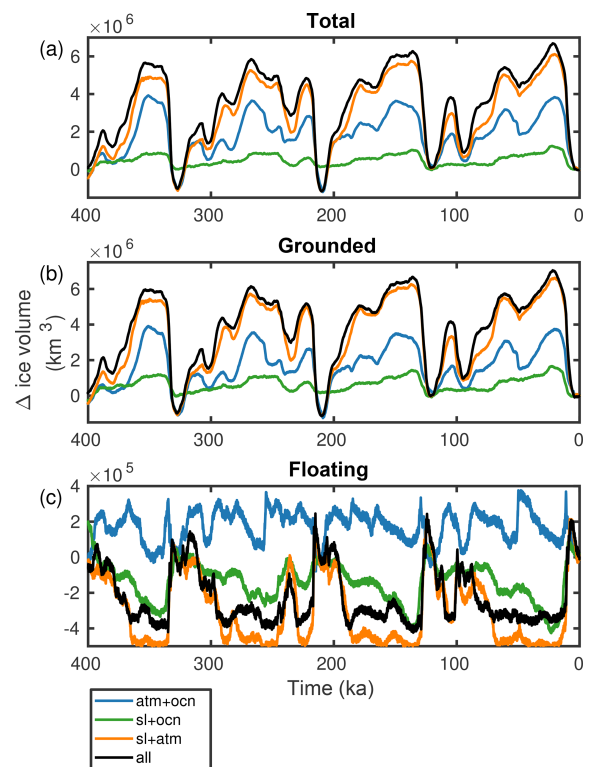 Total
(a)
×10^6
6
4
2
0
400 300 200 100 0
Grounded
(b)
×10^6
6
4
2
0
400 300 200 100 0
Δ ice volume
(km^3)
Floating
(c)
×10^5
4
2
0
-2
-4
400 300 200 100 0
Time (ka)
atm+ocn
sl+ocn
sl+atm
all